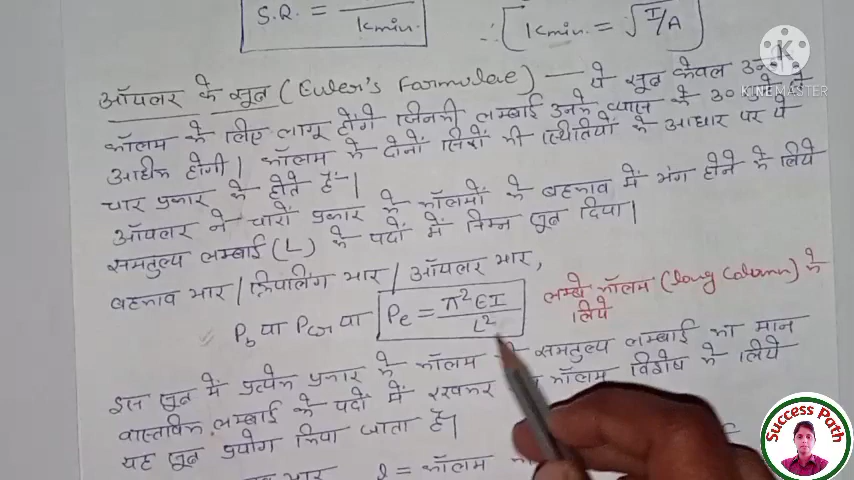 S.R. = Kmin. ∴ [Kmin. = √I/A
ऑयलर के सूत्र (Euler's Formulae) — ये सूत्र केवल उन
KINEMASTER
कॉलम के लिए लागू होंगे जिनकी लम्बाई उनके व्यास के 30 गुने से
अधिक होगी। कॉलम के दोनों सिरों की स्थितियों के आधार पर ये
चार प्रकार के होते हैं-।
ऑयलर ने चारों प्रकार के कॉलमों के बहकाव में भंग होने के लिये
समतुल्य लम्बाई (L) के पदों में निम्न सूत्र दिया।
बहकाव भार / क्रिपलिंग भार / ऑयलर भार,
Pb या Pcr या Pe = π²EI / L²
लम्बे कॉलम (long column) के लिये
इस सूत्र में प्रत्येक प्रकार के कॉलम समतुल्य लम्बाई का मान
वास्तविक लम्बाई के पदों में रखकर कॉलम विशेष के लिये
यह सूत्र प्रयोग किया जाता है।
भार l = कॉलम
Success Path